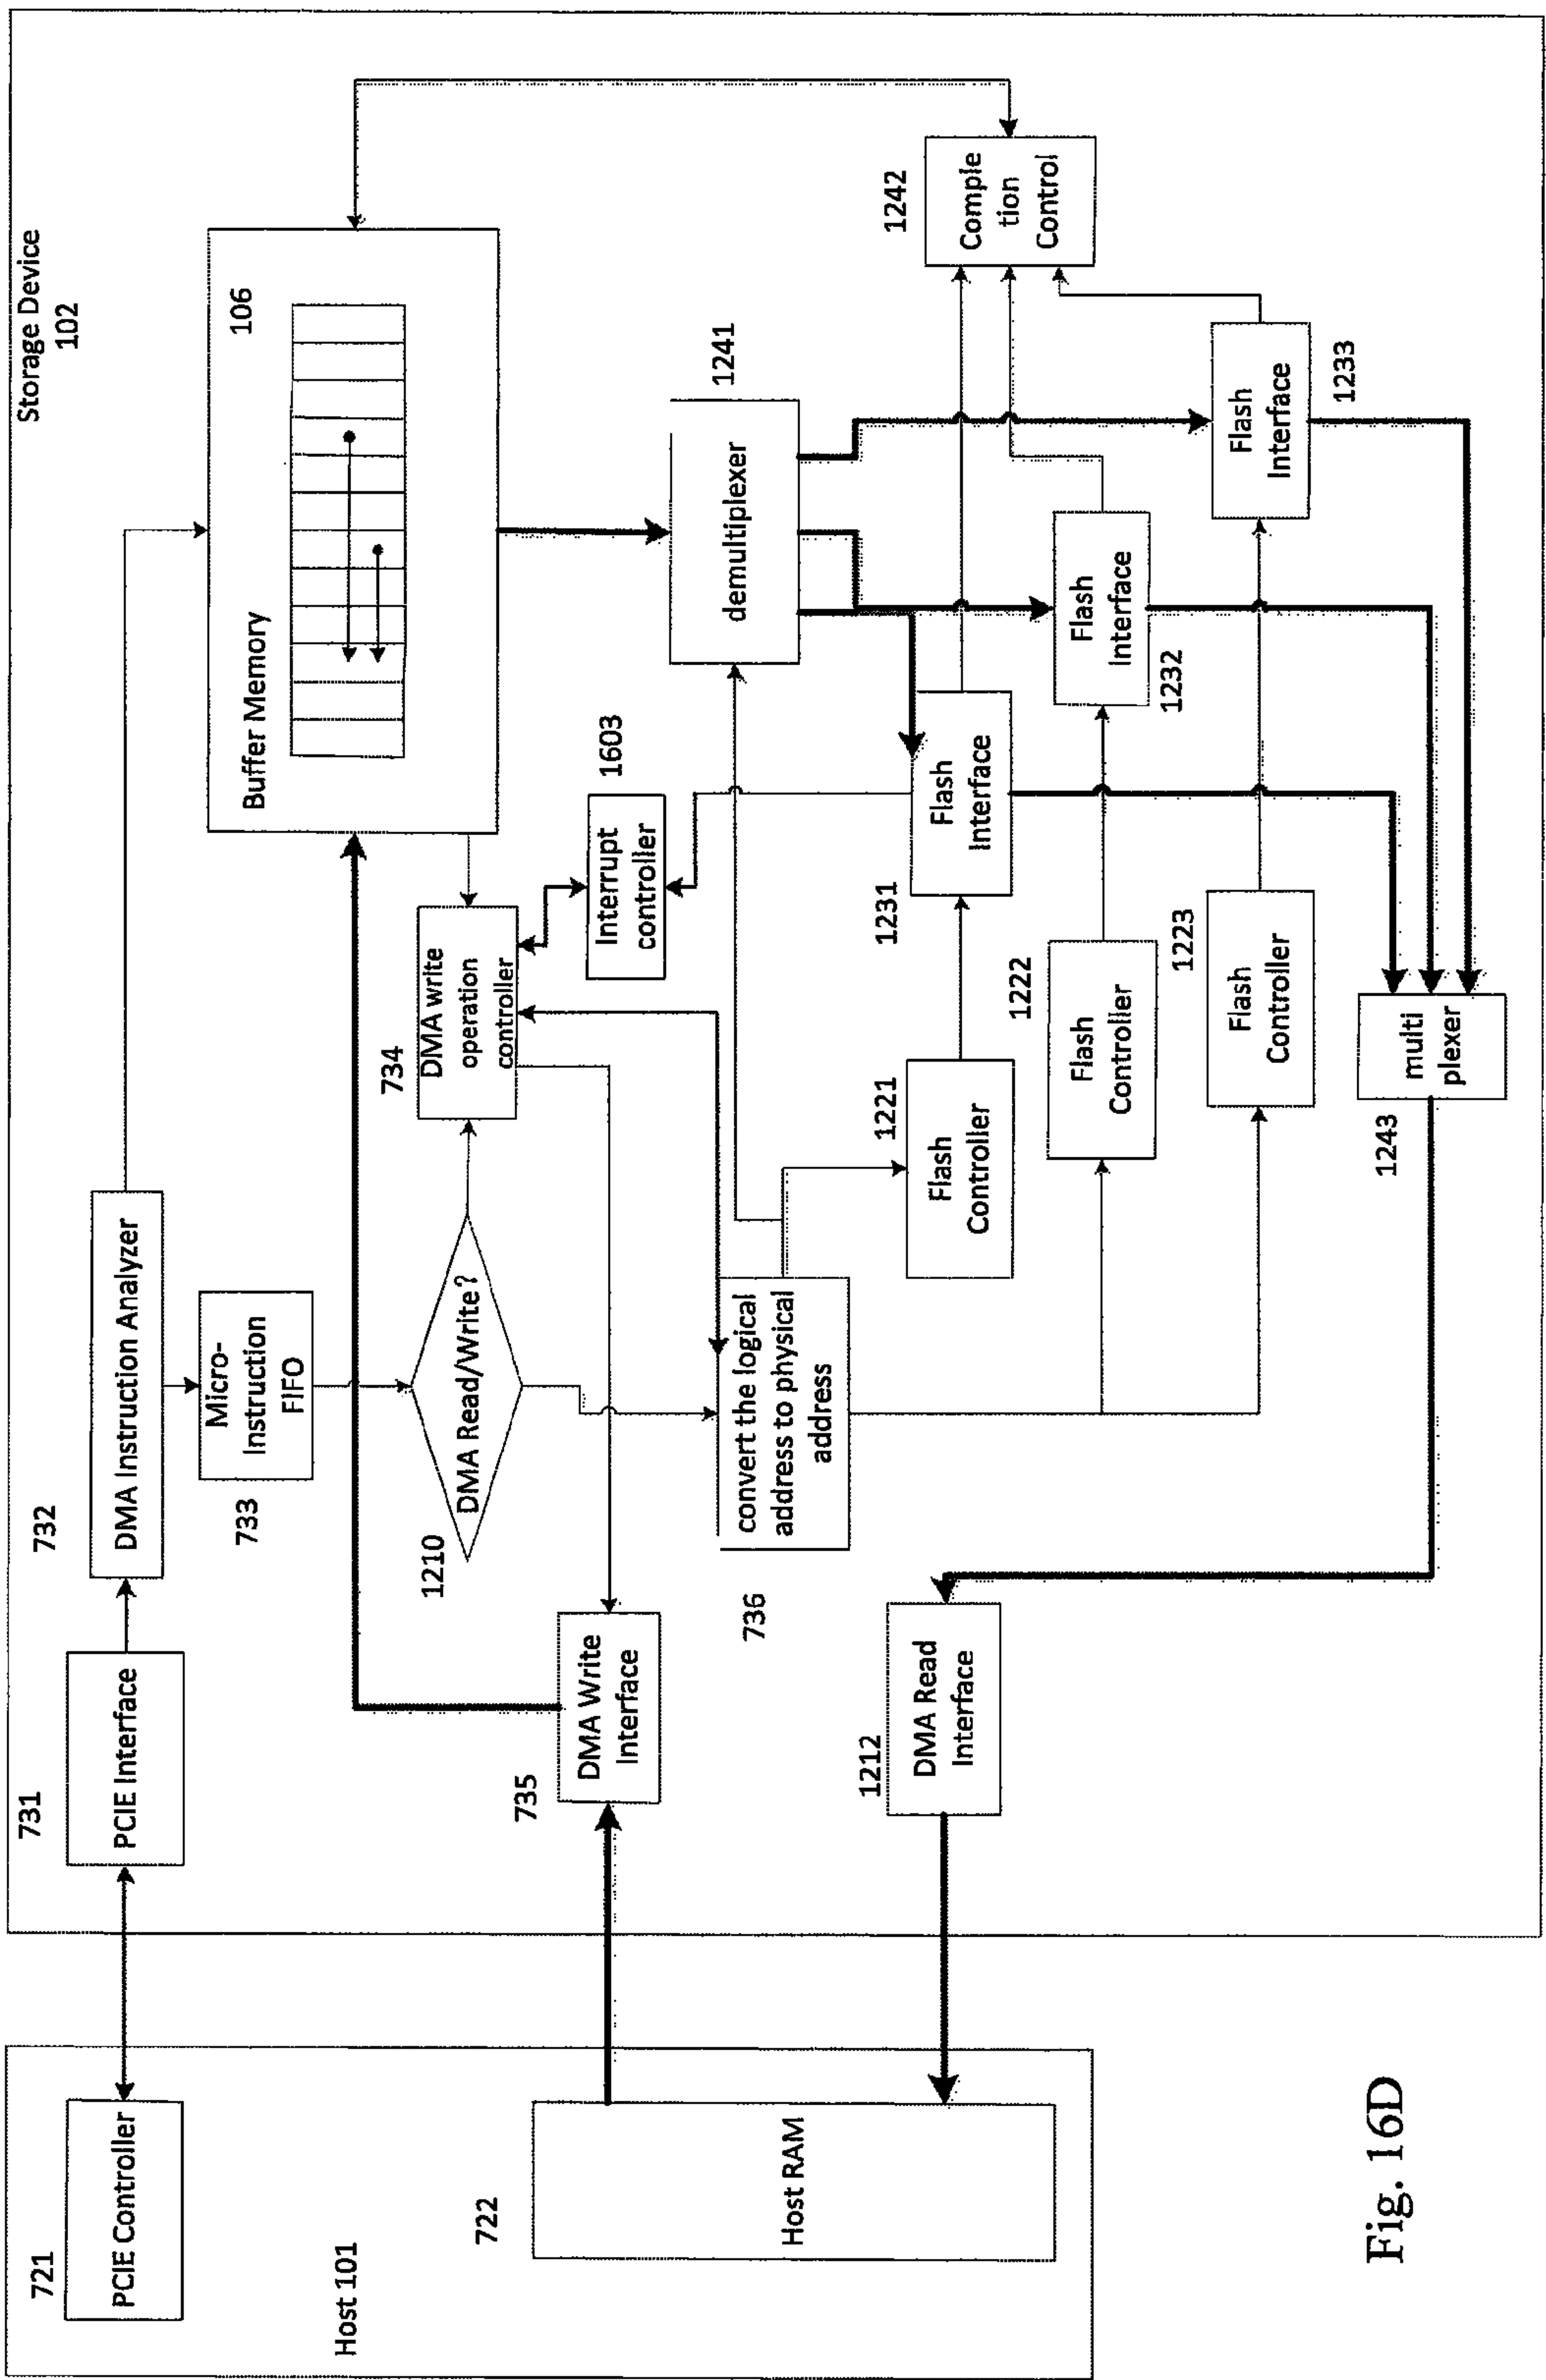 Storage Device
102
721
PCIE Controller
Host 101
722
Host RAM
731
PCIE Interface
732
DMA Instruction Analyzer
733
Micro-
Instruction
FIFO
Buffer Memory
106
1210
DMA Read/Write?
734
DMA write
operation
controller
1603
Interrupt
controller
735
DMA Write
Interface
736
convert the logical
address to physical
address
demultiplexer
1241
1242
Comple
tion
Control
1212
DMA Read
Interface
1221
Flash
Controller
1231
Flash
Interface
1222
Flash
Controller
1232
Flash
Interface
1223
Flash
Controller
1233
Flash
Interface
1243
multi
plexer
Fig. 16D